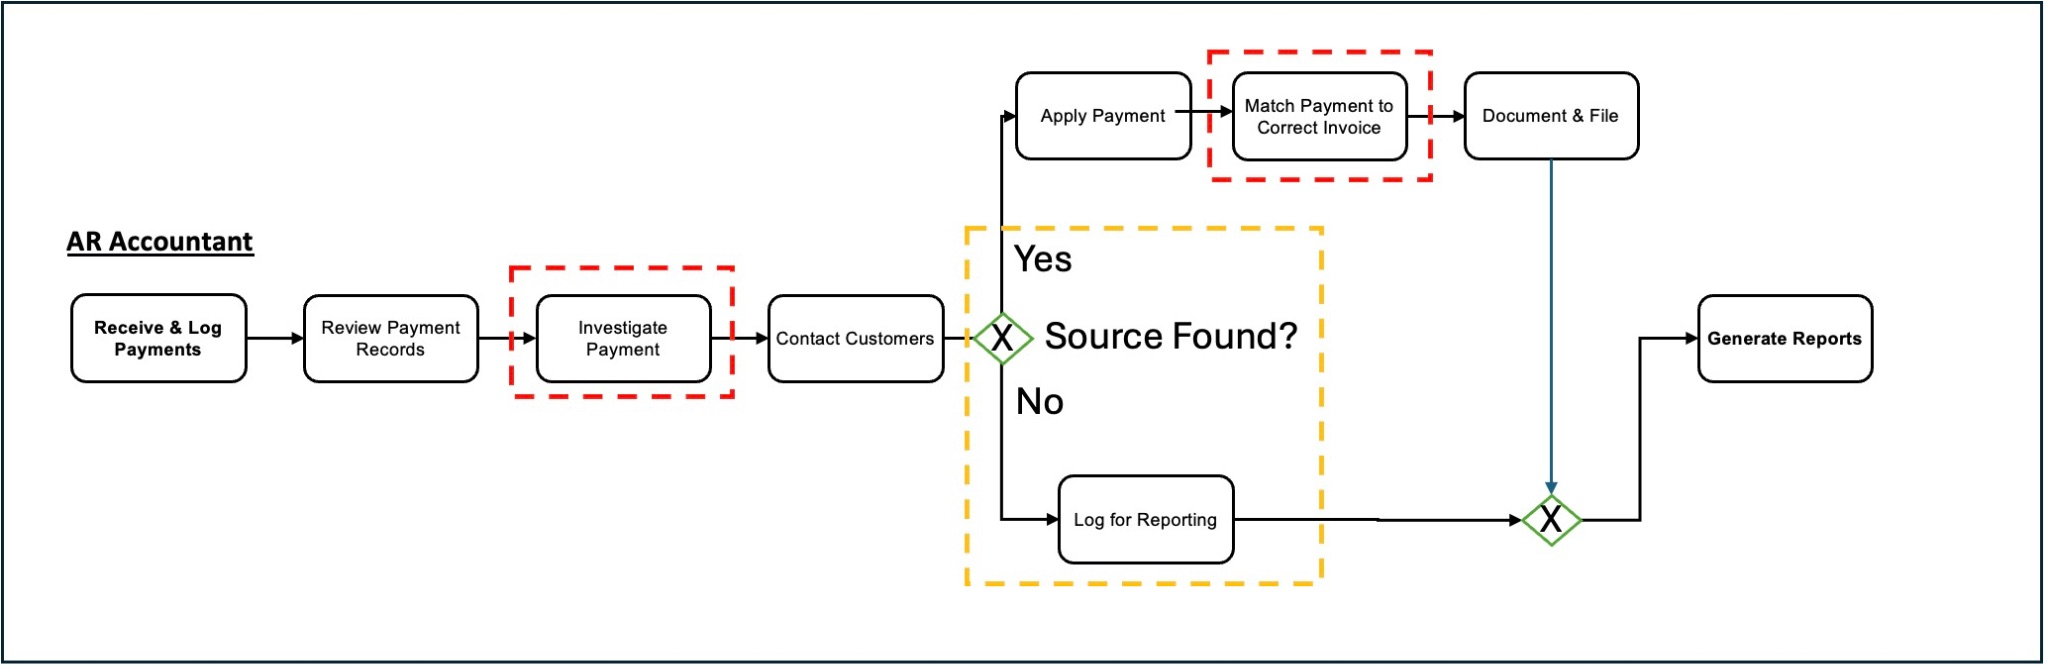 AR Accountant
Receive & Log
Payments
Review Payment
Records
Investigate
Payment
Contact Customers
X
Source Found?
Yes
Apply Payment
Match Payment to
Correct Invoice
Document & File
No
Log for Reporting
X
Generate Reports